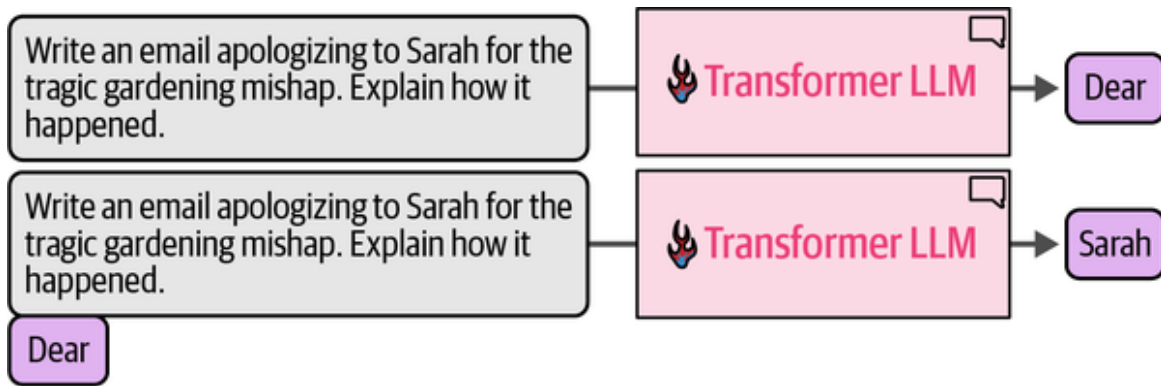 Write an email apologizing to Sarah for the
tragic gardening mishap. Explain how it
happened.
Transformer LLM
Dear
Write an email apologizing to Sarah for the
tragic gardening mishap. Explain how it
happened.
Transformer LLM
Sarah
Dear